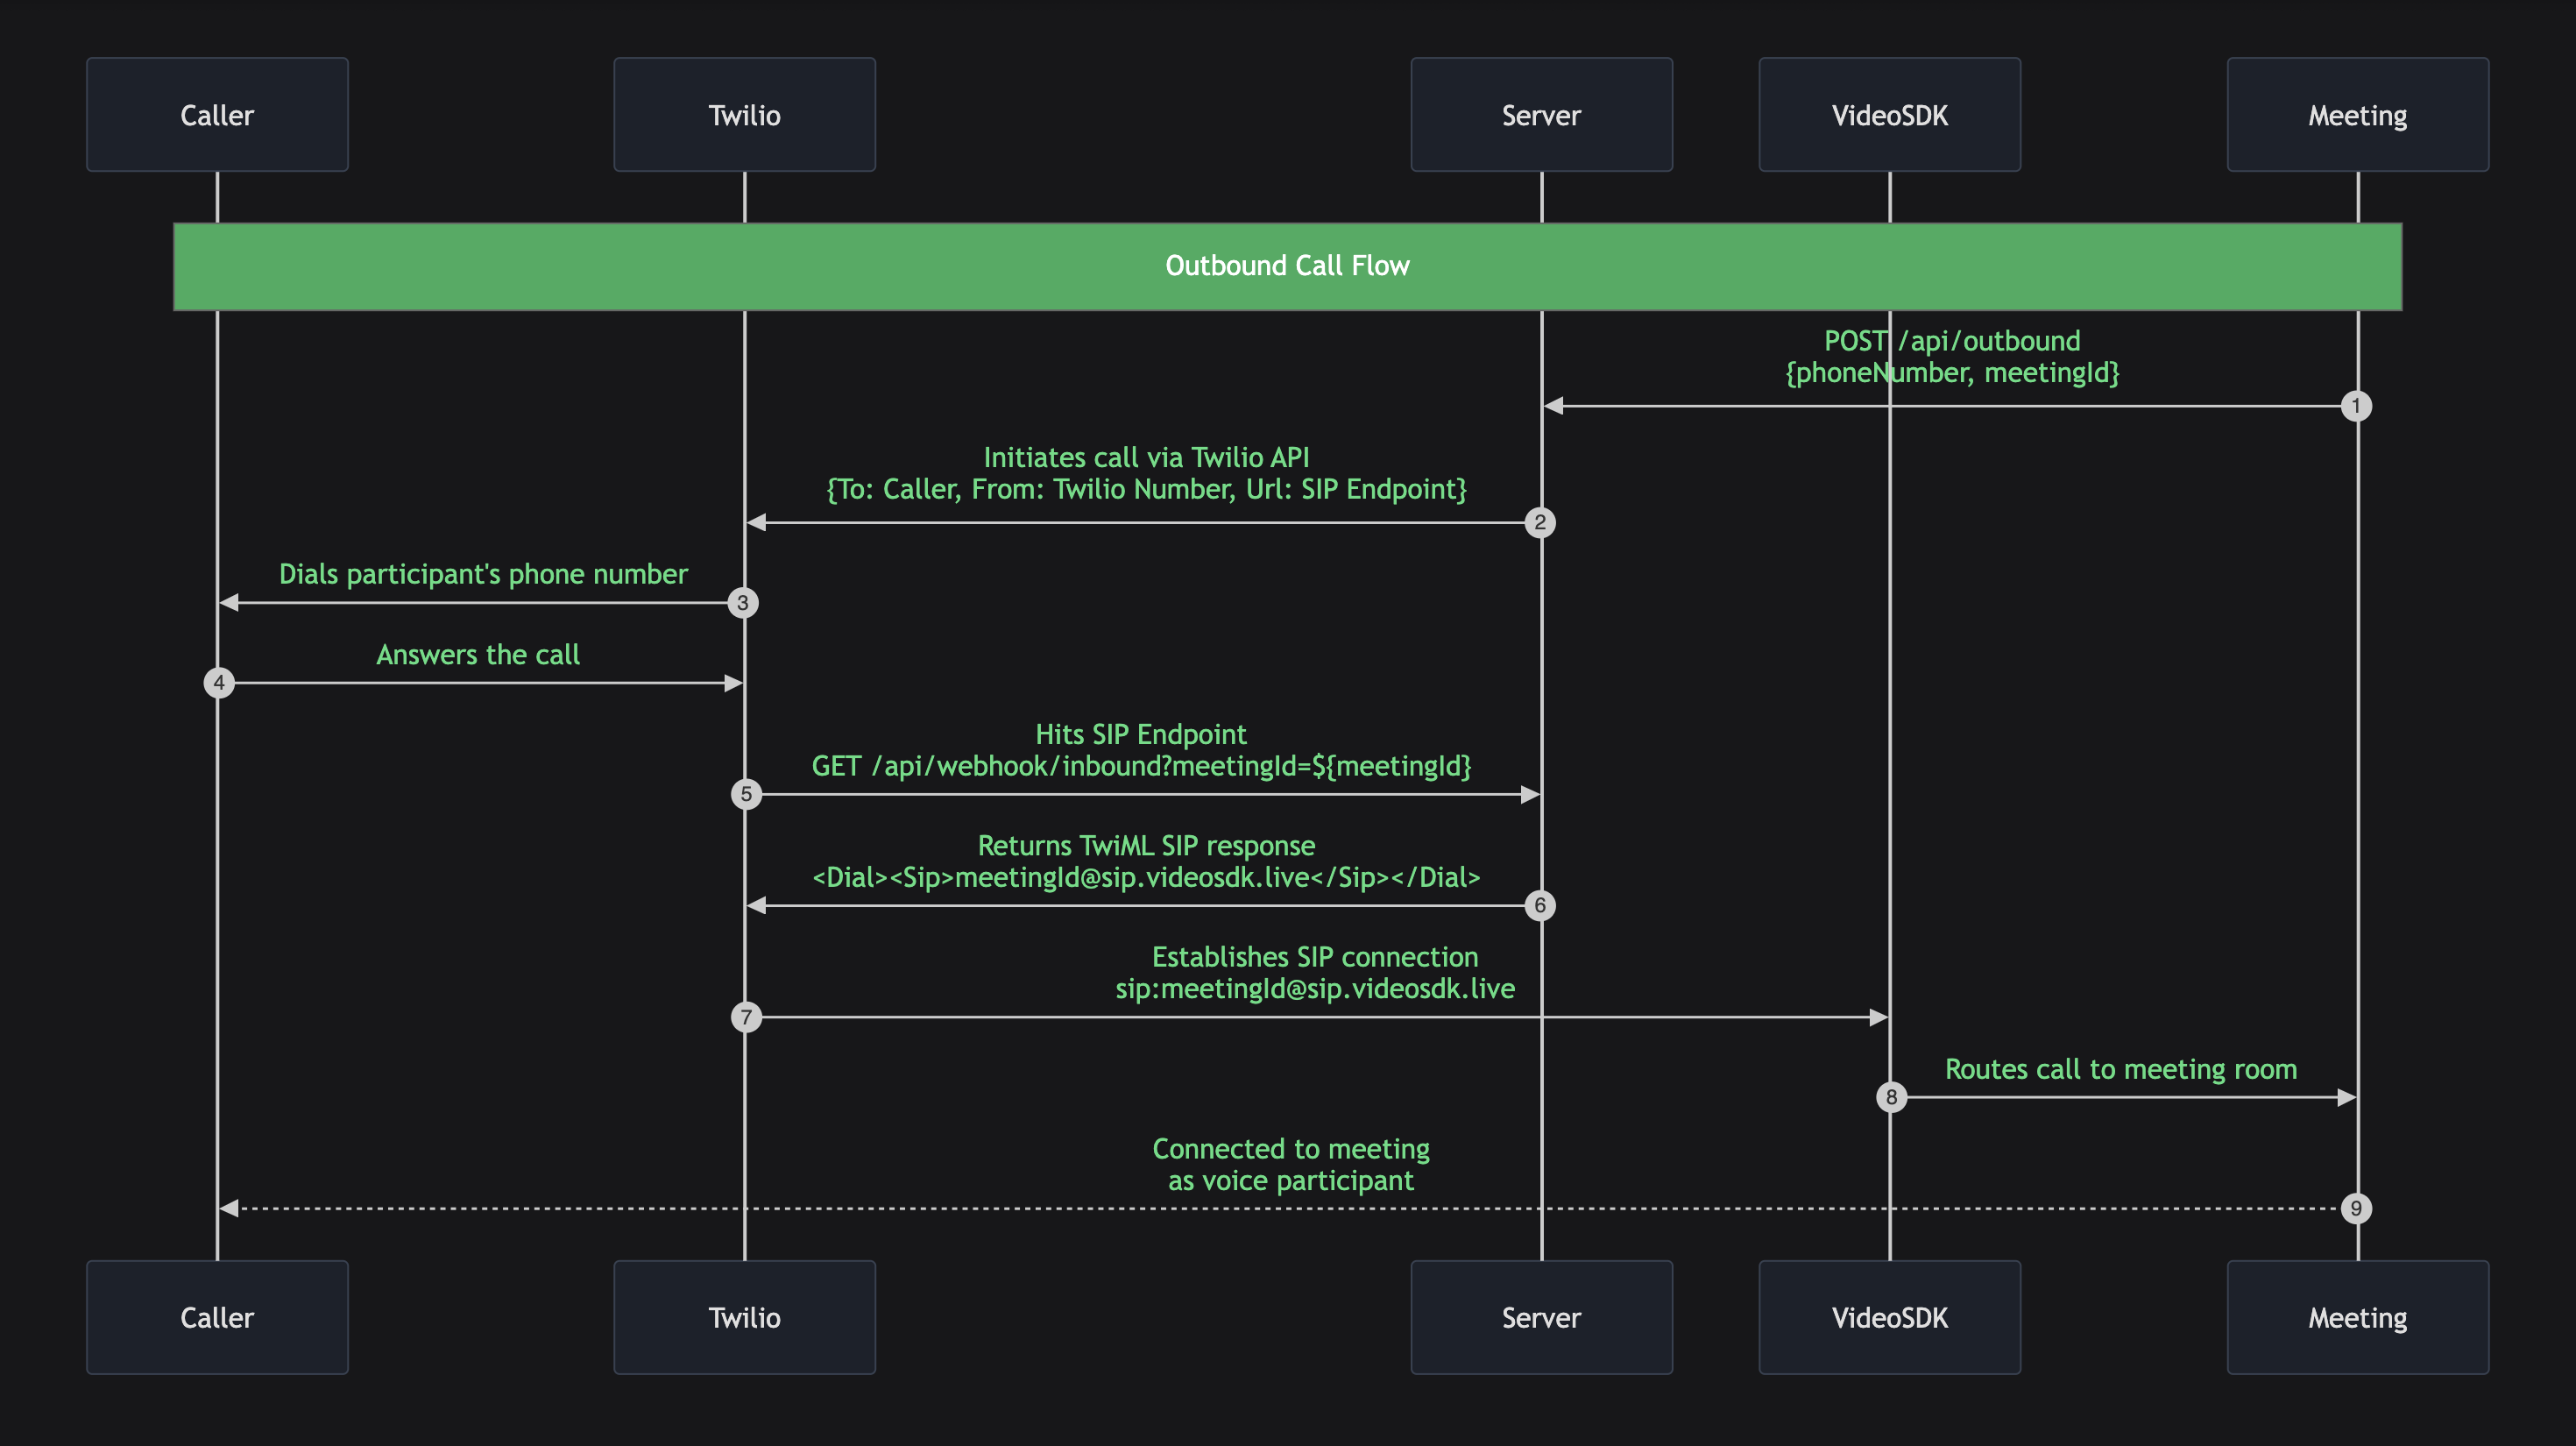 Caller
Twilio
Server
VideoSDK
Meeting
Outbound Call Flow
POST /api/outbound
{phoneNumber, meetingId}
1
Initiates call via Twilio API
{To: Caller, From: Twilio Number, Url: SIP Endpoint}
2
Dials participant's phone number
3
Answers the call
4
Hits SIP Endpoint
GET /api/webhook/inbound?meetingId=${meetingId}
5
Returns TwiML SIP response
<Dial><Sip>meetingId@sip.videosdk.live</Sip></Dial>
6
Establishes SIP connection
sip:meetingId@sip.videosdk.live
7
Routes call to meeting room
8
Connected to meeting
as voice participant
9
Caller
Twilio
Server
VideoSDK
Meeting